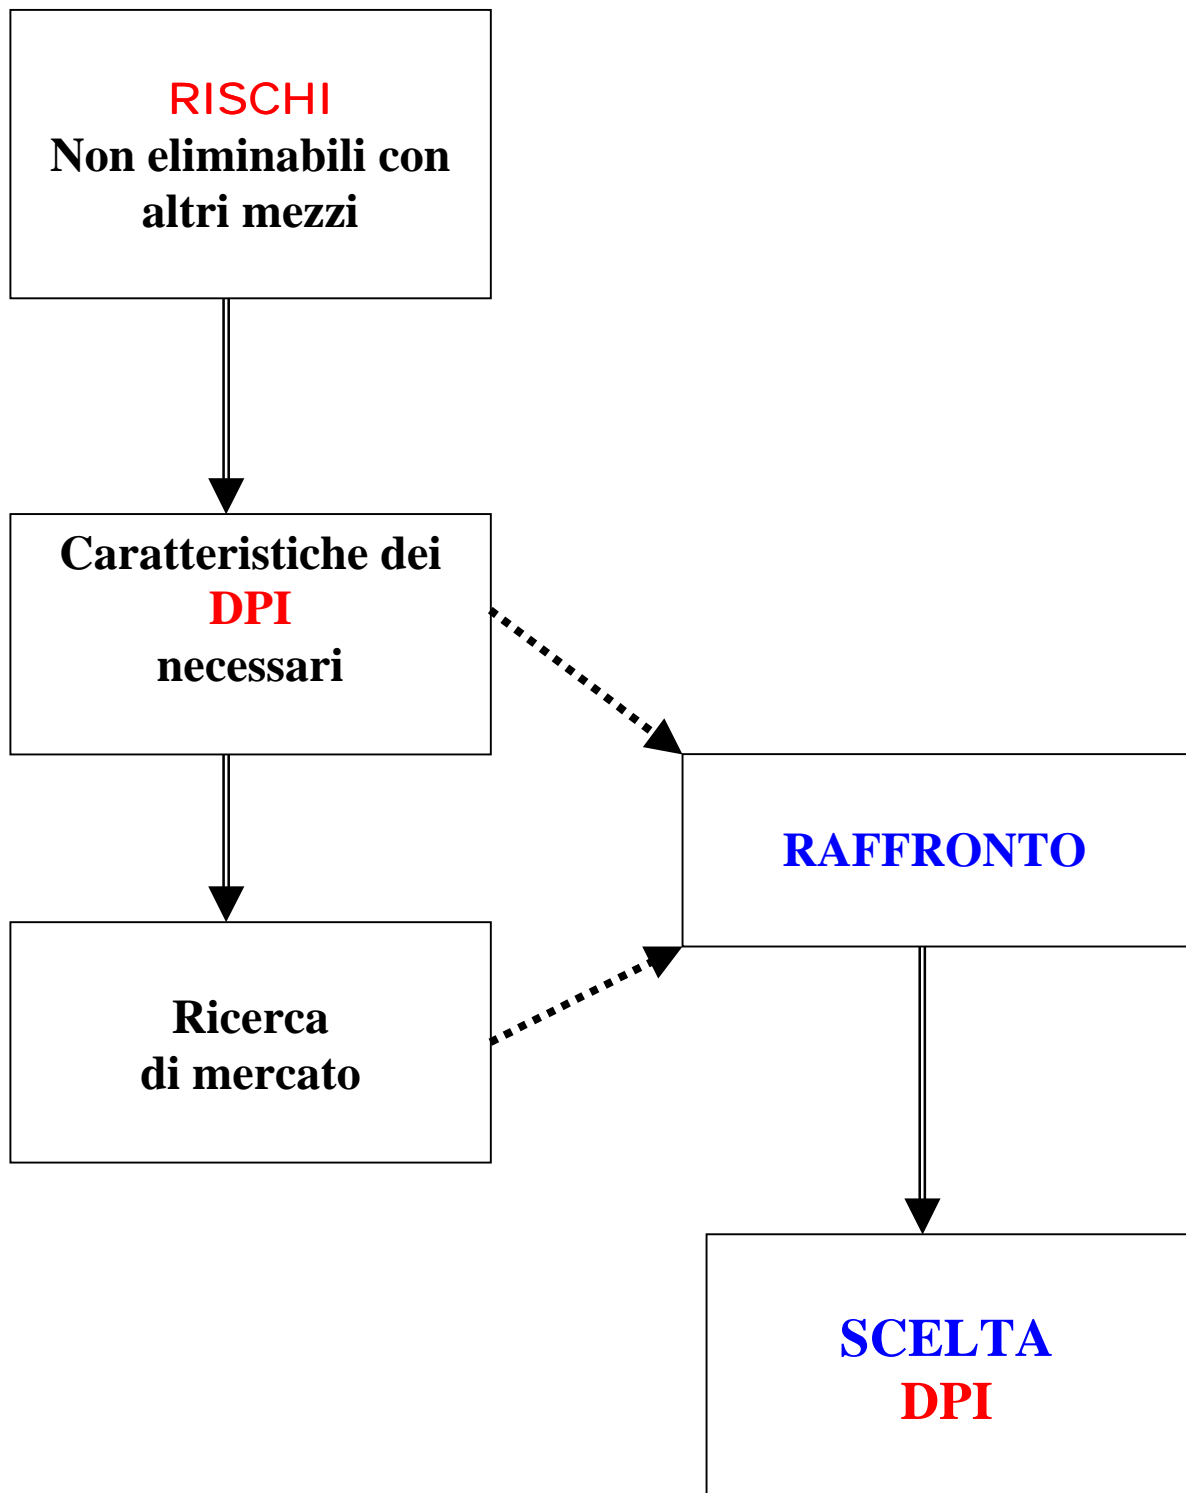 RISCHI
Non eliminabili con
altri mezzi
Caratteristiche dei
DPI
necessari
RAFFRONTO
Ricerca
di mercato
SCELTA
DPI